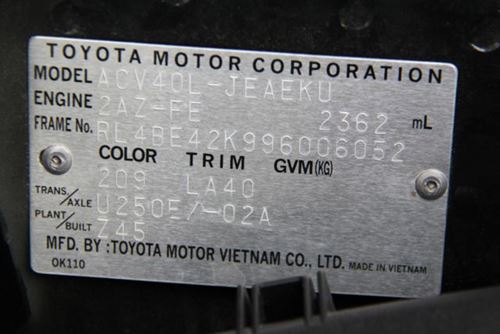 TOYOTA MOTOR CORPORATION
MODEL ACV40L-JEAEKU
ENGINE 2AZ-FE 2362 mL
FRAME No. RL4BE42K996006052
COLOR TRIM GVM(KG)
209 LA40
TRANS/AXLE U250E/-02A
PLANT/BUILT Z45
MFD. BY : TOYOTA MOTOR VIETNAM CO., LTD. MADE IN VIETNAM
OK110